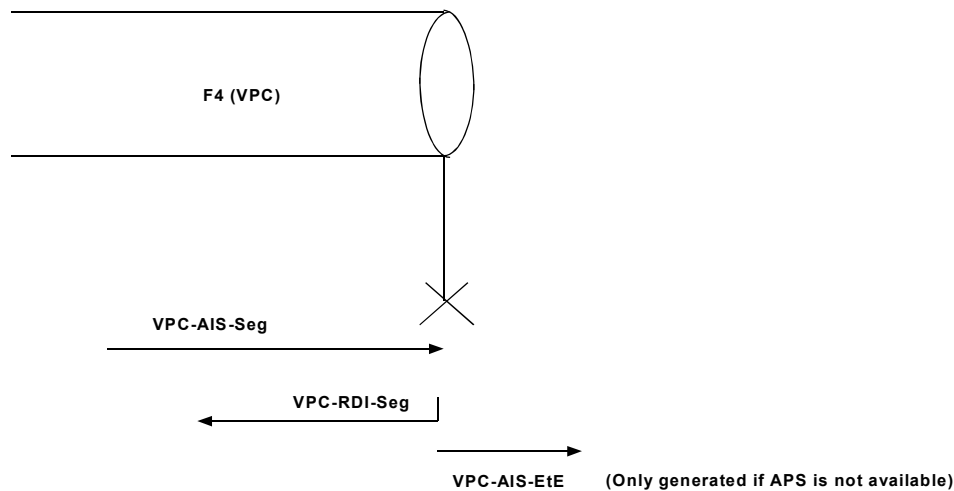 F4 (VPC)
VPC-AIS-Seg
VPC-RDI-Seg
VPC-AIS-EtE (Only generated if APS is not available)